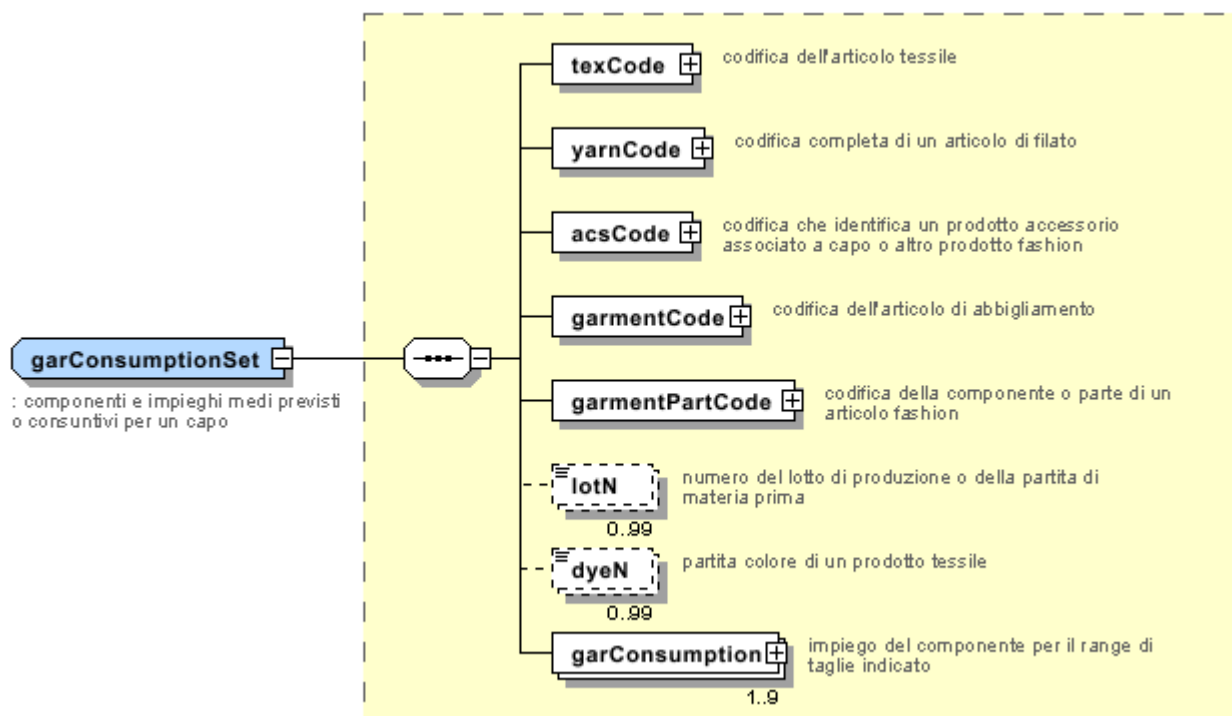 texCode
codifica dell'articolo tessile
yarnCode
codifica completa di un articolo di filato
acsCode
codifica che identifica un prodotto accessorio
associato a capo o altro prodotto fashion
garmentCode
codifica dell'articolo di abbigliamento
garConsumptionSet
: componenti e impieghi medi previsti
o consuntivi per un capo
garmentPartCode
codifica della componente o parte di un
articolo fashion
lotN
numero del lotto di produzione o della partita di
materia prima
0..99
dyeN
partita colore di un prodotto tessile
0..99
garConsumption
impiego del componente per il range di
taglie indicato
1..9